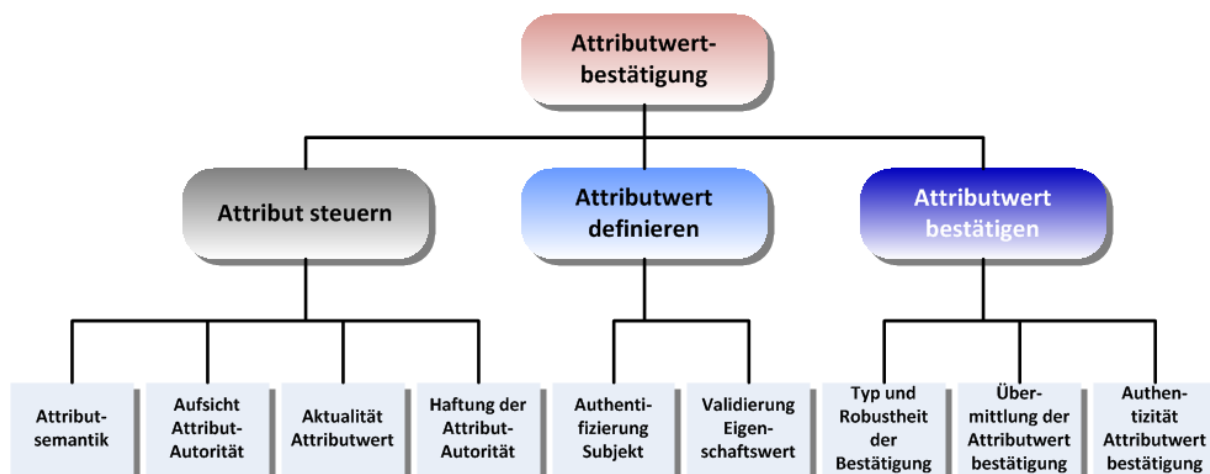 Attributwert-
bestätigung
Attribut steuern
Attributwert
definieren
Attributwert
bestätigen
Attribut-
semantik
Aufsicht
Attribut-
Autorität
Aktualität
Attributwert
Haftung der
Attribut-
Autorität
Authenti-
fizierung
Subjekt
Validierung
Eigen-
schaftswert
Typ und
Robustheit
der
Bestätigung
Über-
mittlung der
Attributwert
bestätigung
Authen-
tizität
Attributwert
bestätigung